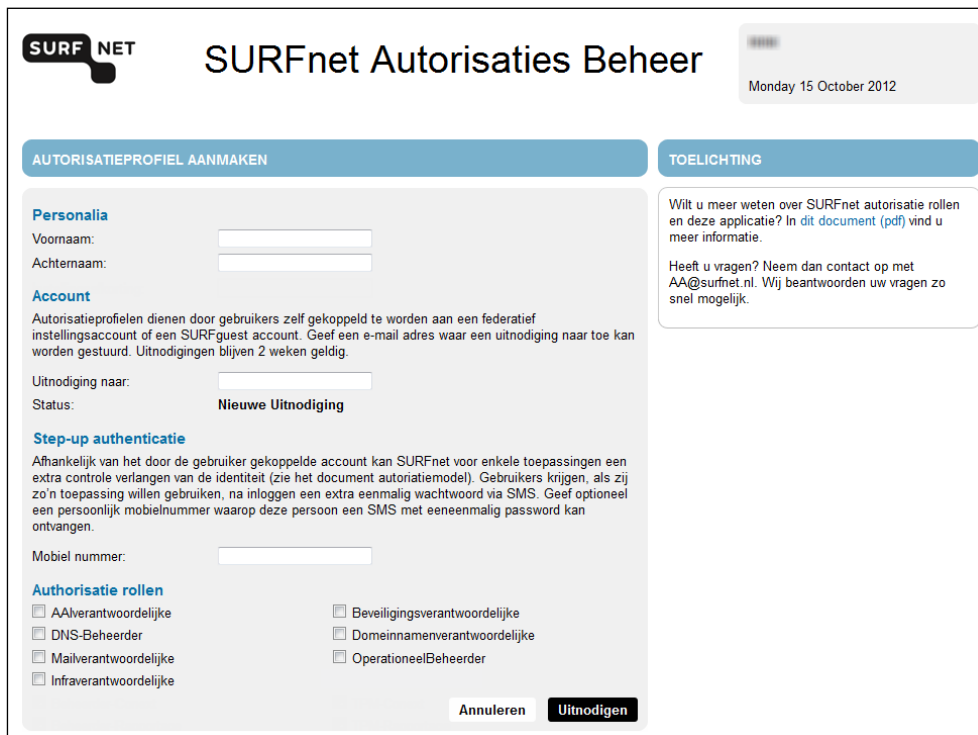 SURF NET
SURFnet Autorisaties Beheer
Monday 15 October 2012
AUTORISATIEPROFIEL AANMAKEN
Personalia
Voornaam:
Achternaam:
Account
Autorisatieprofielen dienen door gebruikers zelf gekoppeld te worden aan een federatief
instellingsaccount of een SURFguest account. Geef een e-mail adres waar een uitnodiging naar toe kan
worden gestuurd. Uitnodigingen blijven 2 weken geldig.
Uitnodiging naar:
Status: Nieuwe Uitnodiging
Step-up authenticatie
Afhankelijk van het door de gebruiker gekoppelde account kan SURFnet voor enkele toepassingen een
extra controle verlangen van de identiteit (zie het document autoriatiemodel). Gebruikers krijgen, als zij
zo'n toepassing willen gebruiken, na inloggen een extra eenmalig wachtwoord via SMS. Geef optioneel
een persoonlijk mobielnummer waarop deze persoon een SMS met eeneenmalig password kan
ontvangen.
Mobiel nummer:
Authorisatie rollen
AAIverantwoordelijke
Beveiligingsverantwoordelijke
DNS-Beheerder
Domeinnamenverantwoordelijke
Mailverantwoordelijke
OperationeelBeheerder
Infraverantwoordelijke
Annuleren
Uitnodigen
TOELICHTING
Wilt u meer weten over SURFnet autorisatie rollen
en deze applicatie? In dit document (pdf) vind u
meer informatie.
Heeft u vragen? Neem dan contact op met
AA@surfnet.nl. Wij beantwoorden uw vragen zo
snel mogelijk.